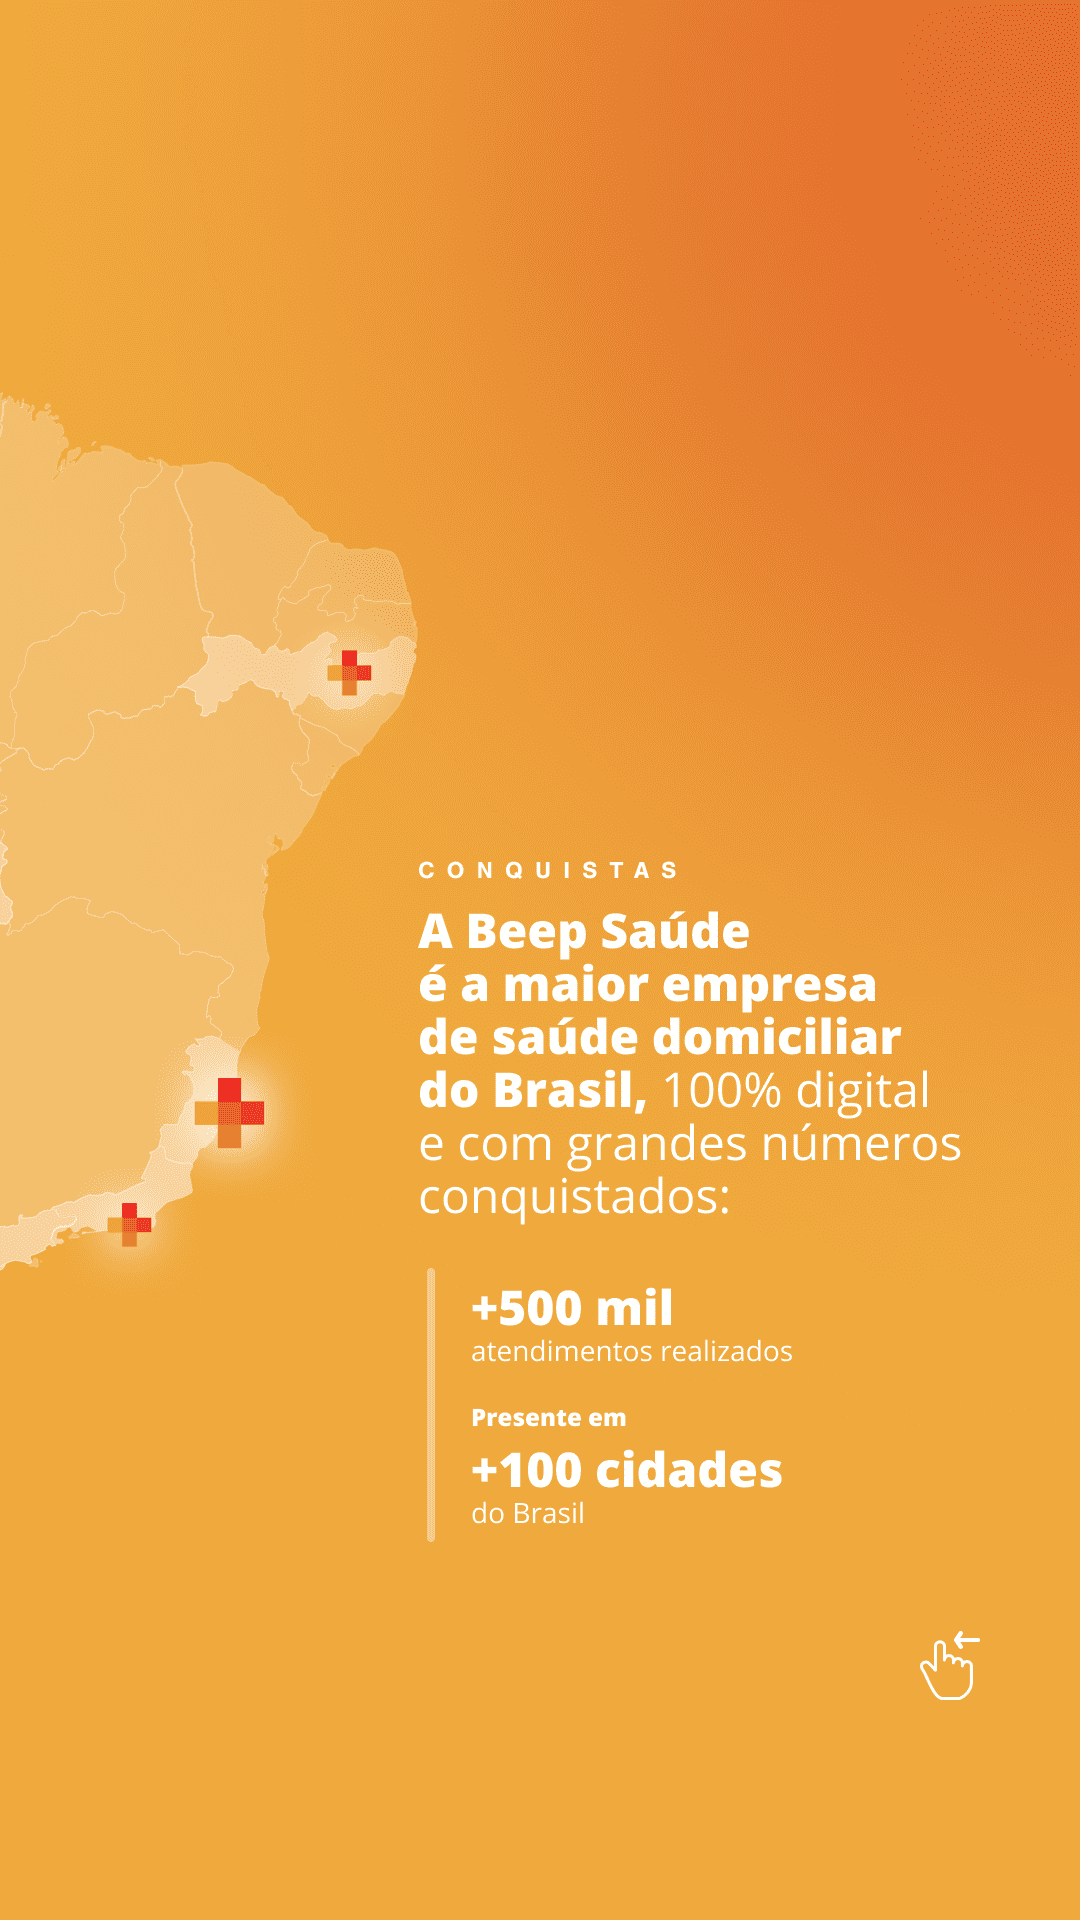 CONQUISTAS
A Beep Saúde
é a maior empresa
de saúde domiciliar
do Brasil, 100% digital
e com grandes números
conquistados:
+500 mil
atendimentos realizados
Presente em
+100 cidades
do Brasil